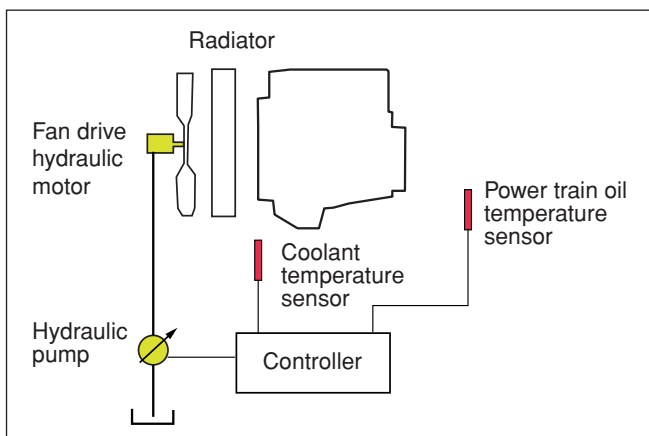 Radiator
Fan drive
hydraulic
motor
Power train oil
temperature
sensor
Coolant
temperature
sensor
Hydraulic
pump
Controller